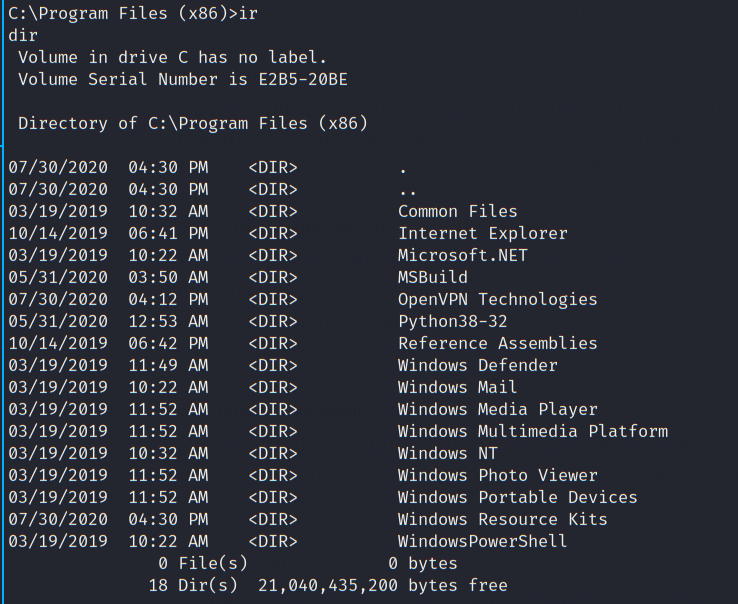 C:\Program Files (x86)>ir
dir
 Volume in drive C has no label.
 Volume Serial Number is E2B5-20BE

 Directory of C:\Program Files (x86)

07/30/2020  04:30 PM    <DIR>          .
07/30/2020  04:30 PM    <DIR>          ..
03/19/2019  10:32 AM    <DIR>          Common Files
10/14/2019  06:41 PM    <DIR>          Internet Explorer
03/19/2019  10:22 AM    <DIR>          Microsoft.NET
05/31/2020  03:50 AM    <DIR>          MSBuild
07/30/2020  04:12 PM    <DIR>          OpenVPN Technologies
05/31/2020  12:53 AM    <DIR>          Python38-32
10/14/2019  06:42 PM    <DIR>          Reference Assemblies
03/19/2019  11:49 AM    <DIR>          Windows Defender
03/19/2019  10:22 AM    <DIR>          Windows Mail
03/19/2019  11:52 AM    <DIR>          Windows Media Player
03/19/2019  11:52 AM    <DIR>          Windows Multimedia Platform
03/19/2019  10:32 AM    <DIR>          Windows NT
03/19/2019  11:52 AM    <DIR>          Windows Photo Viewer
03/19/2019  11:52 AM    <DIR>          Windows Portable Devices
07/30/2020  04:30 PM    <DIR>          Windows Resource Kits
03/19/2019  10:22 AM    <DIR>          WindowsPowerShell
               0 File(s)              0 bytes
              18 Dir(s)  21,040,435,200 bytes free